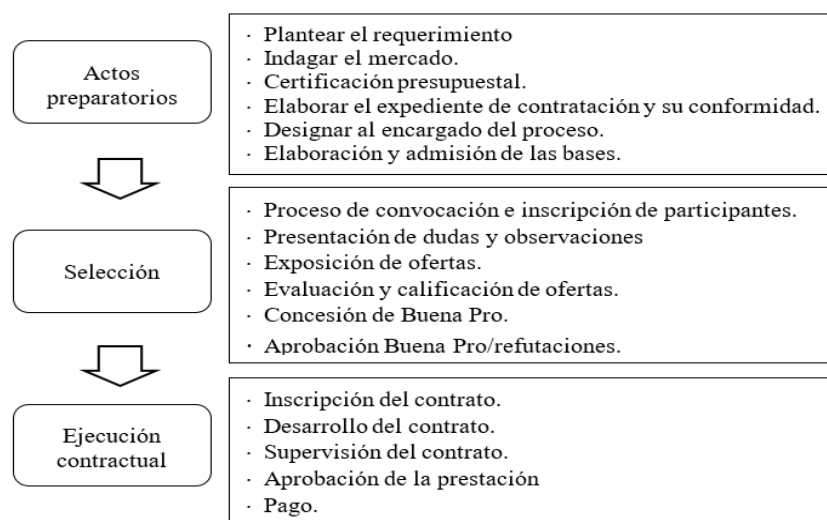 Actos
preparatorios
· Plantear el requerimiento
· Indagar el mercado.
· Certificación presupuestal.
· Elaborar el expediente de contratación y su conformidad.
· Designar al encargado del proceso.
· Elaboración y admisión de las bases.
Selección
· Proceso de convocación e inscripción de participantes.
· Presentación de dudas y observaciones
· Exposición de ofertas.
· Evaluación y calificación de ofertas.
· Concesión de Buena Pro.
· Aprobación Buena Pro/refutaciones.
Ejecución
contractual
· Inscripción del contrato.
· Desarrollo del contrato.
· Supervisión del contrato.
· Aprobación de la prestación
· Pago.